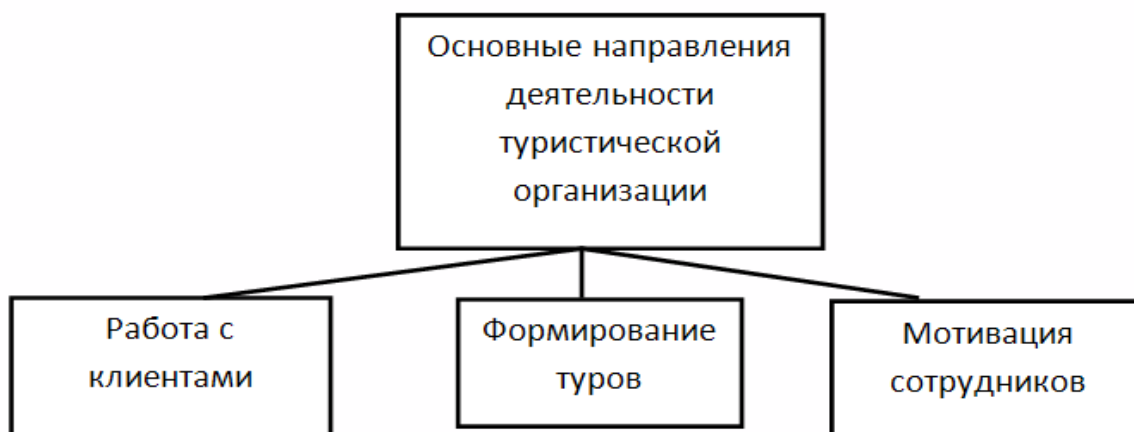 Основные направления
деятельности
туристической
организации
Работа с
клиентами
Формирование
туров
Мотивация
сотрудников